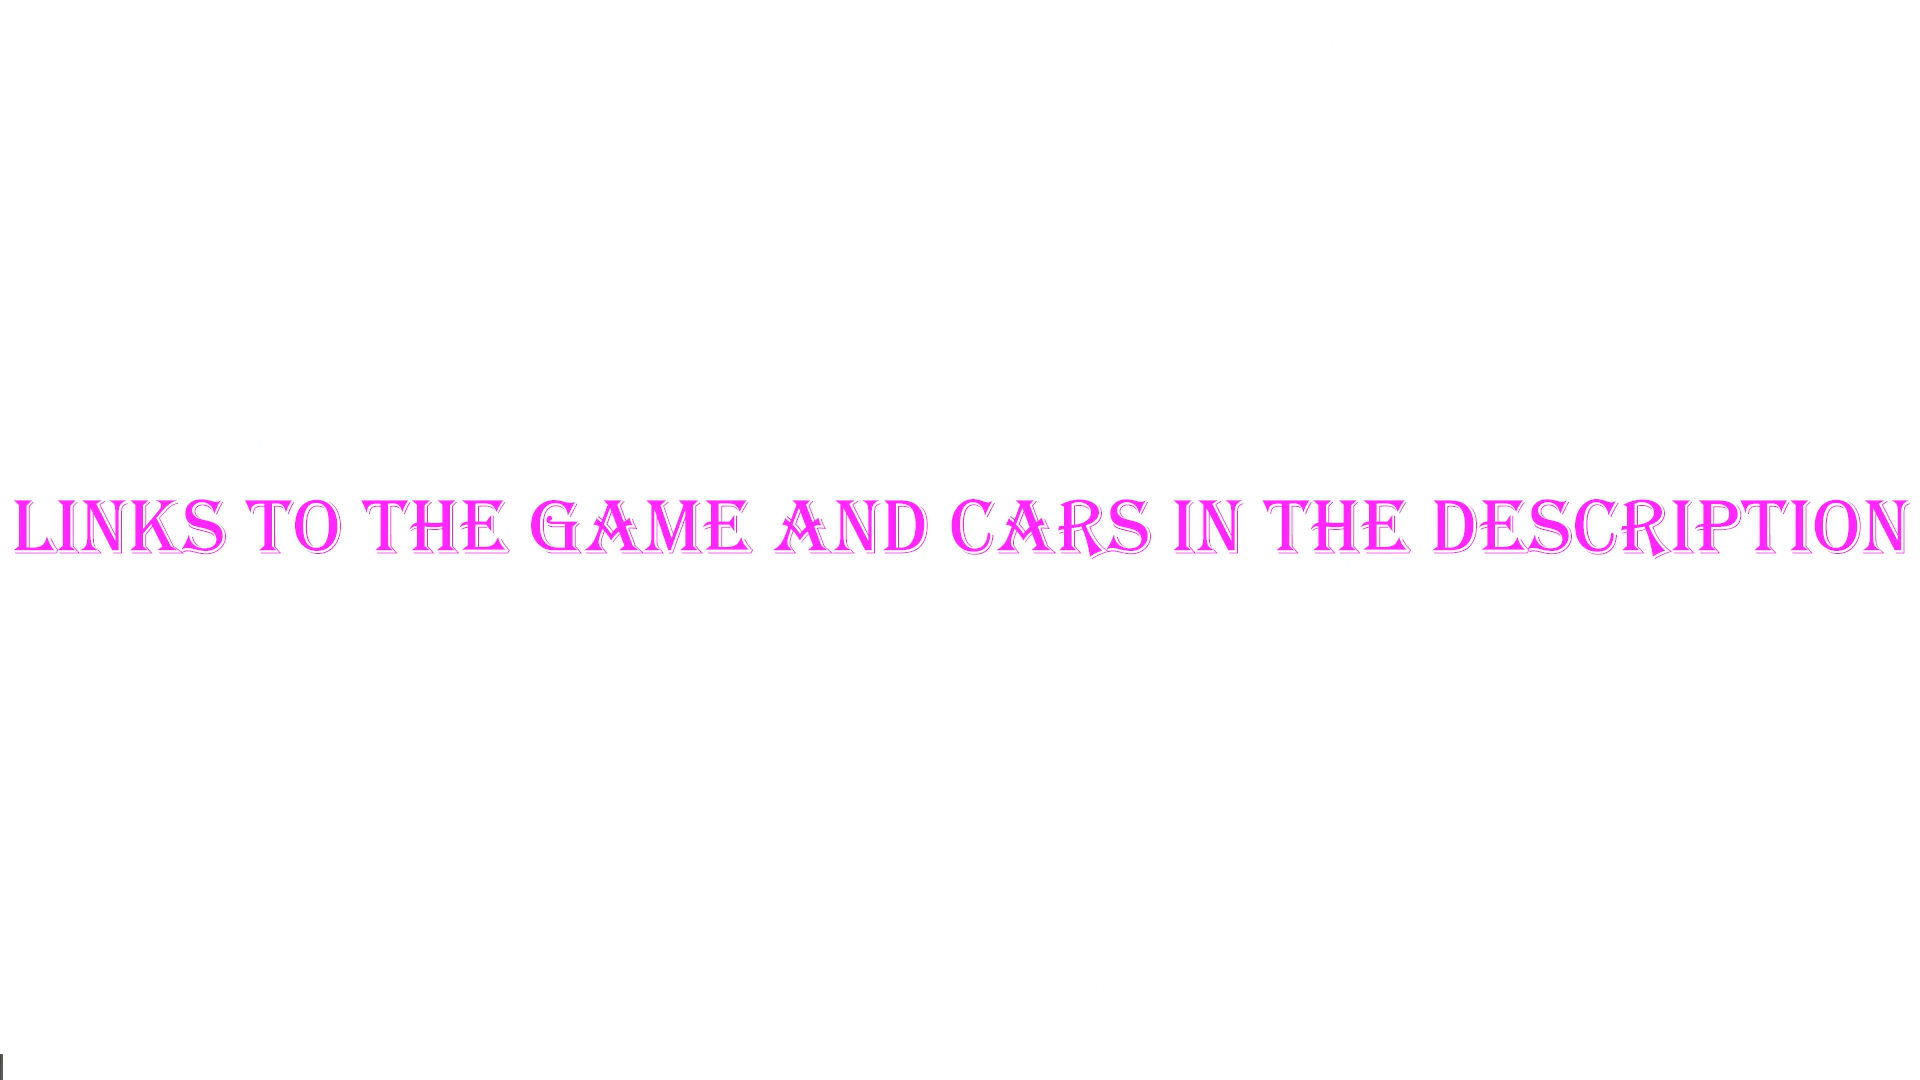 LINKS TO THE GAME AND CARS IN THE DESCRIPTION